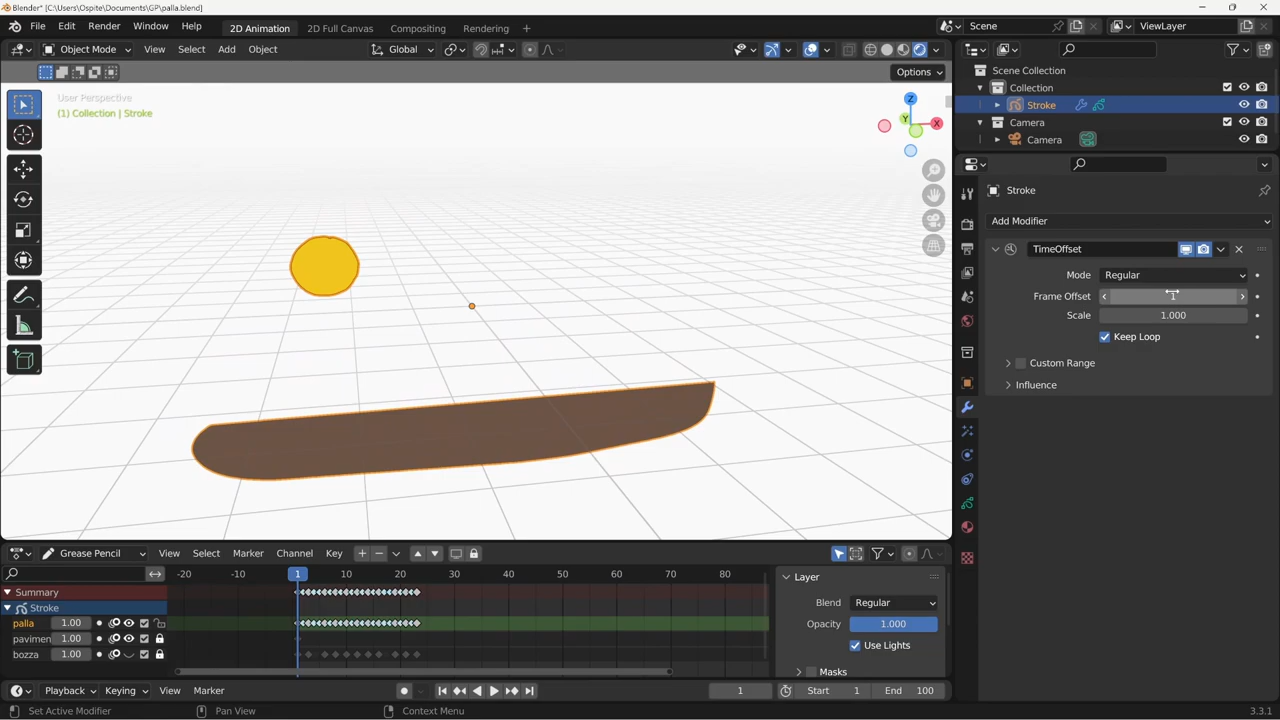 Blender* [C:\Users\Ospite\Documents\GP\palla.blend]
File Edit Render Window Help 2D Animation 2D Full Canvas Compositing Rendering Scene ViewLayer
Object Mode View Select Add Object Global
Options
User Perspective
(1) Collection | Stroke
Z
Y
X
Scene Collection
Collection
Stroke
Camera
Camera
Stroke
Add Modifier
TimeOffset
Mode Regular
Frame Offset 1
Scale 1.000
Keep Loop
Custom Range
Influence
Grease Pencil View Select Marker Channel Key
-20 -10 1 10 20 30 40 50 60 70 80
Summary
Stroke
palla 1.00
pavimen 1.00
bozza 1.00
Layer
Blend Regular
Opacity 1.000
Use Lights
Masks
Playback Keying View Marker 1 Start 1 End 100
Set Active Modifier Pan View Context Menu 3.3.1